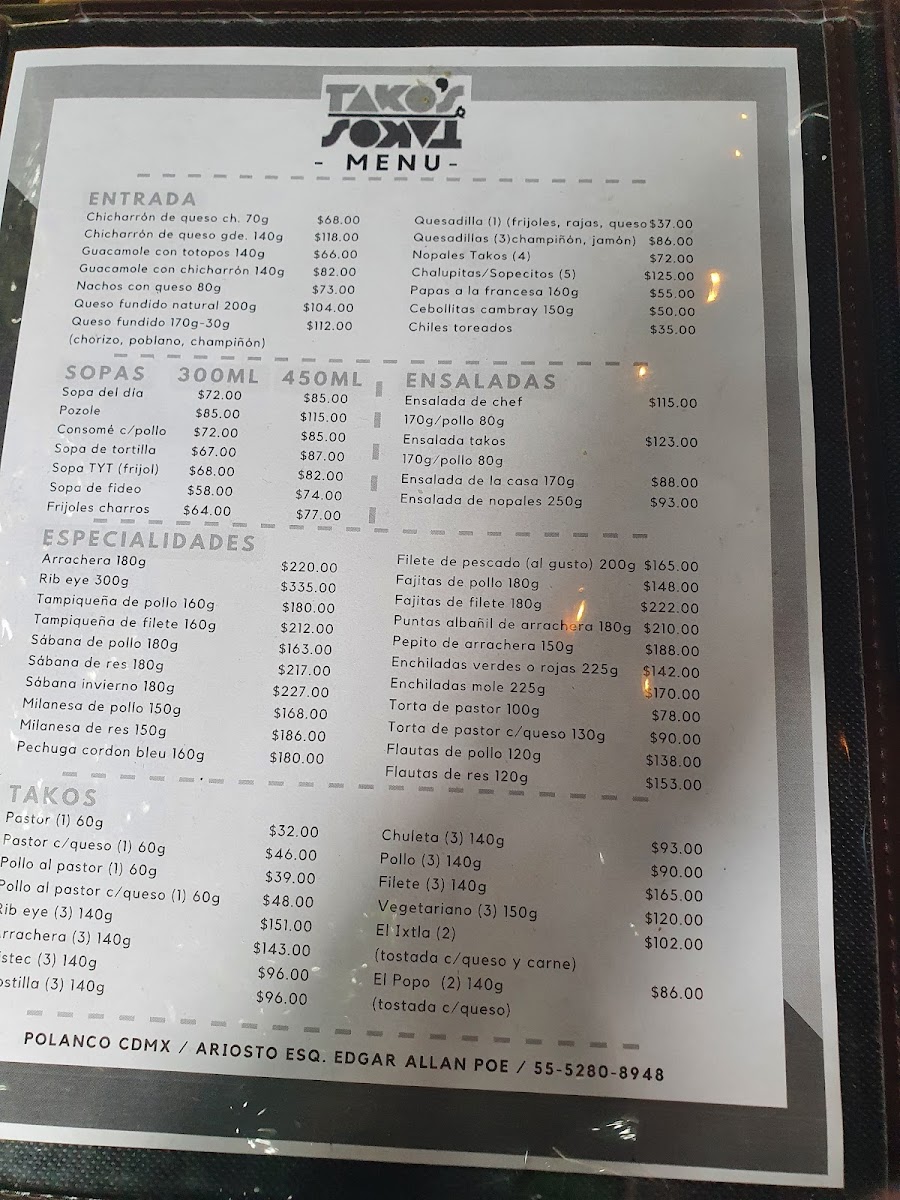 TAKO'S
TAKO'S
- MENU -
ENTRADA
Chicharrón de queso ch. 70g $68.00
Chicharrón de queso gde. 140g $118.00
Guacamole con totopos 140g $66.00
Guacamole con chicharrón 140g $82.00
Nachos con queso 80g $73.00
Queso fundido natural 200g $104.00
Queso fundido 170g-30g $112.00
(chorizo, poblano, champiñón)
Quesadilla (1) (frijoles, rajas, queso $37.00
Quesadillas (3)champiñón, jamón) $86.00
Nopales Takos (4) $72.00
Chalupitas/Sopecitos (5) $125.00
Papas a la francesa 160g $55.00
Cebollitas cambray 150g $50.00
Chiles toreados $35.00
SOPAS 300ML 450ML
Sopa del día $72.00 $85.00
Pozole $85.00 $115.00
Consomé c/pollo $72.00 $85.00
Sopa de tortilla $67.00 $87.00
Sopa TYT (frijol) $68.00 $82.00
Sopa de fideo $58.00 $74.00
Frijoles charros $64.00 $77.00
ENSALADAS
Ensalada de chef $115.00
170g/pollo 80g
Ensalada takos $123.00
170g/pollo 80g
Ensalada de la casa 170g $88.00
Ensalada de nopales 250g $93.00
ESPECIALIDADES
Arrachera 180g $220.00
Rib eye 300g $335.00
Tampiqueña de pollo 160g $180.00
Tampiqueña de filete 160g $212.00
Sábana de pollo 180g $163.00
Sábana de res 180g $217.00
Sábana invierno 180g $227.00
Milanesa de pollo 150g $168.00
Milanesa de res 150g $186.00
Pechuga cordon bleu 160g $180.00
Filete de pescado (al gusto) 200g $165.00
Fajitas de pollo 180g $148.00
Fajitas de filete 180g $222.00
Puntas albañil de arrachera 180g $210.00
Pepito de arrachera 150g $188.00
Enchiladas verdes o rojas 225g $142.00
Enchiladas mole 225g $170.00
Torta de pastor 100g $78.00
Torta de pastor c/queso 130g $90.00
Flautas de pollo 120g $138.00
Flautas de res 120g $153.00
TAKOS
Pastor (1) 60g $32.00
Pastor c/queso (1) 60g $46.00
Pollo al pastor (1) 60g $39.00
Pollo al pastor c/queso (1) 60g $48.00
Rib eye (3) 140g $151.00
rrachera (3) 140g $143.00
stec (3) 140g $96.00
ostilla (3) 140g $96.00
Chuleta (3) 140g $93.00
Pollo (3) 140g $90.00
Filete (3) 140g $165.00
Vegetariano (3) 150g $120.00
El Ixtla (2) $102.00
(tostada c/queso y carne)
El Popo (2) 140g $86.00
(tostada c/queso)
POLANCO CDMX / ARIOSTO ESQ. EDGAR ALLAN POE / 55-5280-8948